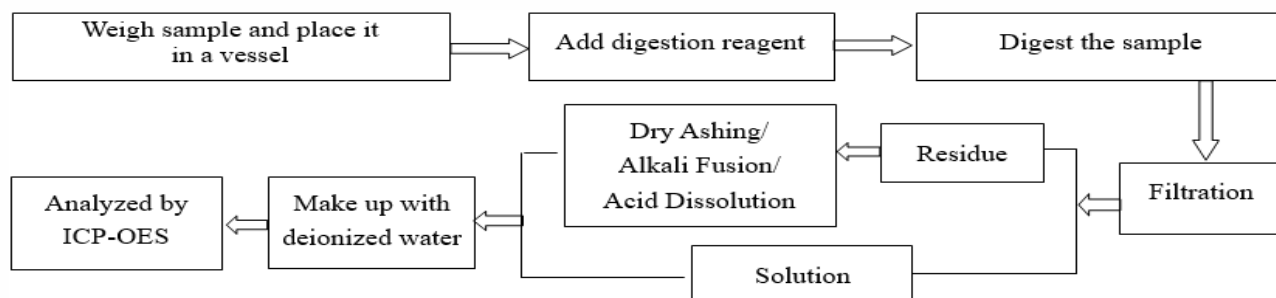 Weigh sample and place it
in a vessel
Add digestion reagent
Digest the sample
Filtration
Residue
Dry Ashing/
Alkali Fusion/
Acid Dissolution
Solution
Make up with
deionized water
Analyzed by
ICP-OES